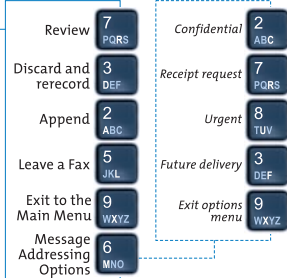 Review
7
PQRS
Discard and
rerecord
3
DEF
Append
2
ABC
Leave a Fax
5
JKL
Exit to the
Main Menu
9
WXYZ
Message
Addressing
Options
6
MNO
Confidential
2
ABC
Receipt request
7
PQRS
Urgent
8
TUV
Future delivery
3
DEF
Exit options
menu
9
WXYZ